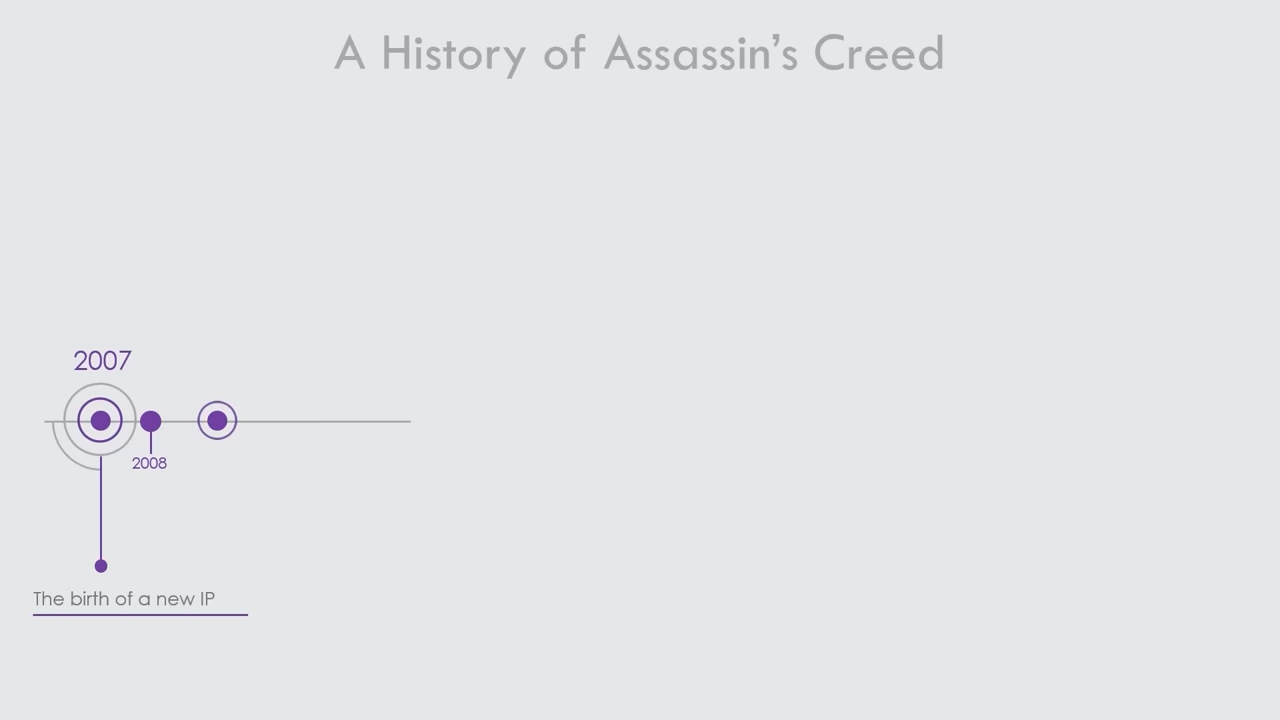 A History of Assassin’s Creed
2007
2008
The birth of a new IP